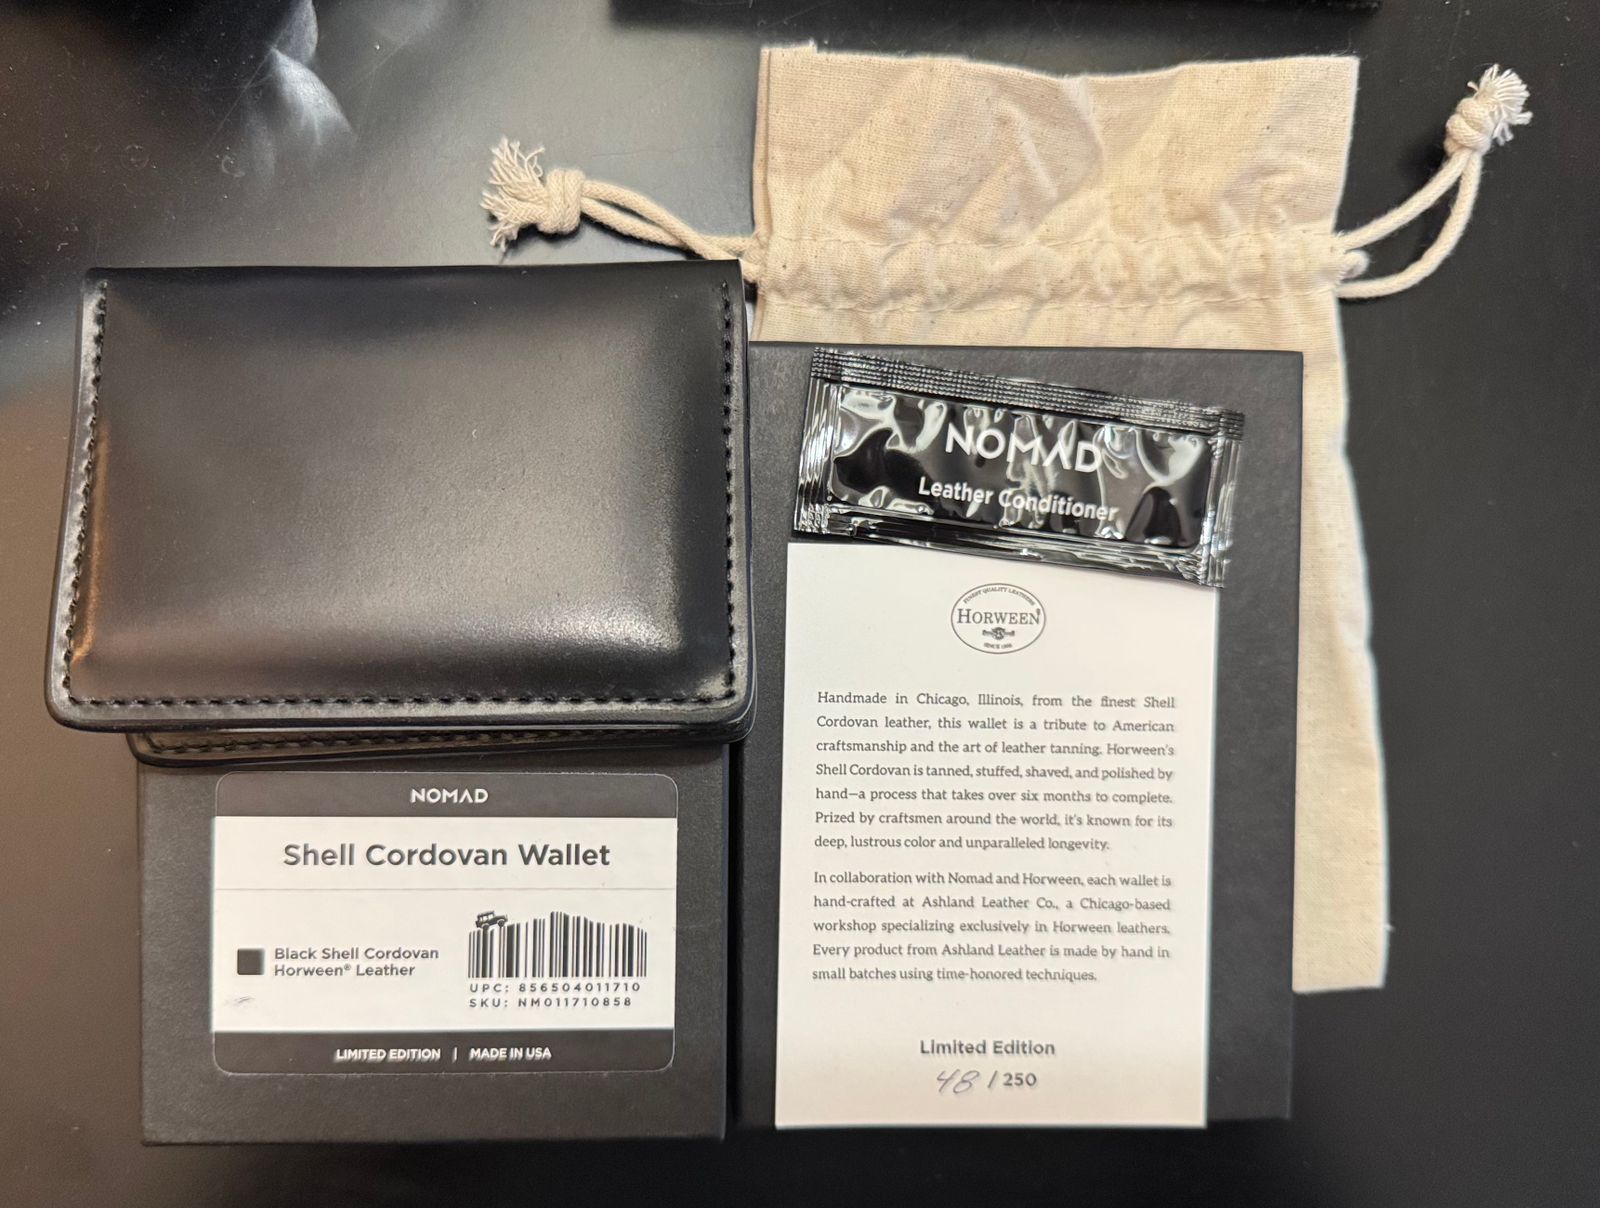 NOMAD
Leather Conditioner
FINEST QUALITY LEATHERS
HORWEEN
SINCE 1905
Handmade in Chicago, Illinois, from the finest Shell
Cordovan leather, this wallet is a tribute to American
craftsmanship and the art of leather tanning. Horween's
Shell Cordovan is tanned, stuffed, shaved, and polished by
hand—a process that takes over six months to complete.
Prized by craftsmen around the world, it's known for its
deep, lustrous color and unparalleled longevity.
In collaboration with Nomad and Horween, each wallet is
hand-crafted at Ashland Leather Co., a Chicago-based
workshop specializing exclusively in Horween leathers.
Every product from Ashland Leather is made by hand in
small batches using time-honored techniques.
Limited Edition
48 / 250
NOMAD
Shell Cordovan Wallet
Black Shell Cordovan
Horween® Leather
UPC: 856504011710
SKU: NM011710858
LIMITED EDITION | MADE IN USA